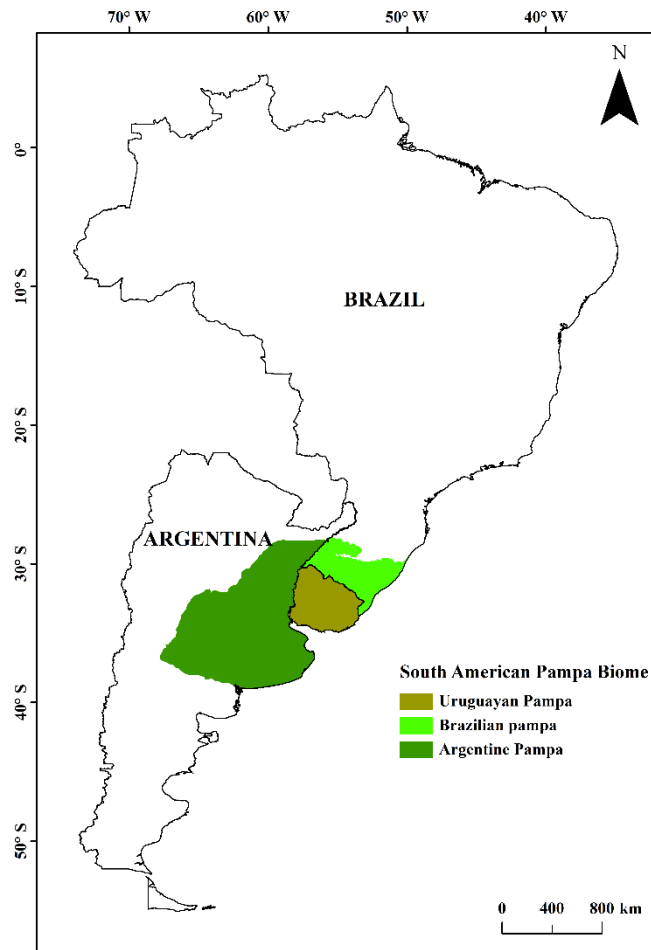 70° W 60° W 50° W 40° W
N
0°
10° S
BRAZIL
20° S
ARGENTINA
30° S
South American Pampa Biome
Uruguayan Pampa
40° S
Brazilian pampa
Argentine Pampa
50° S
0 400 800 km